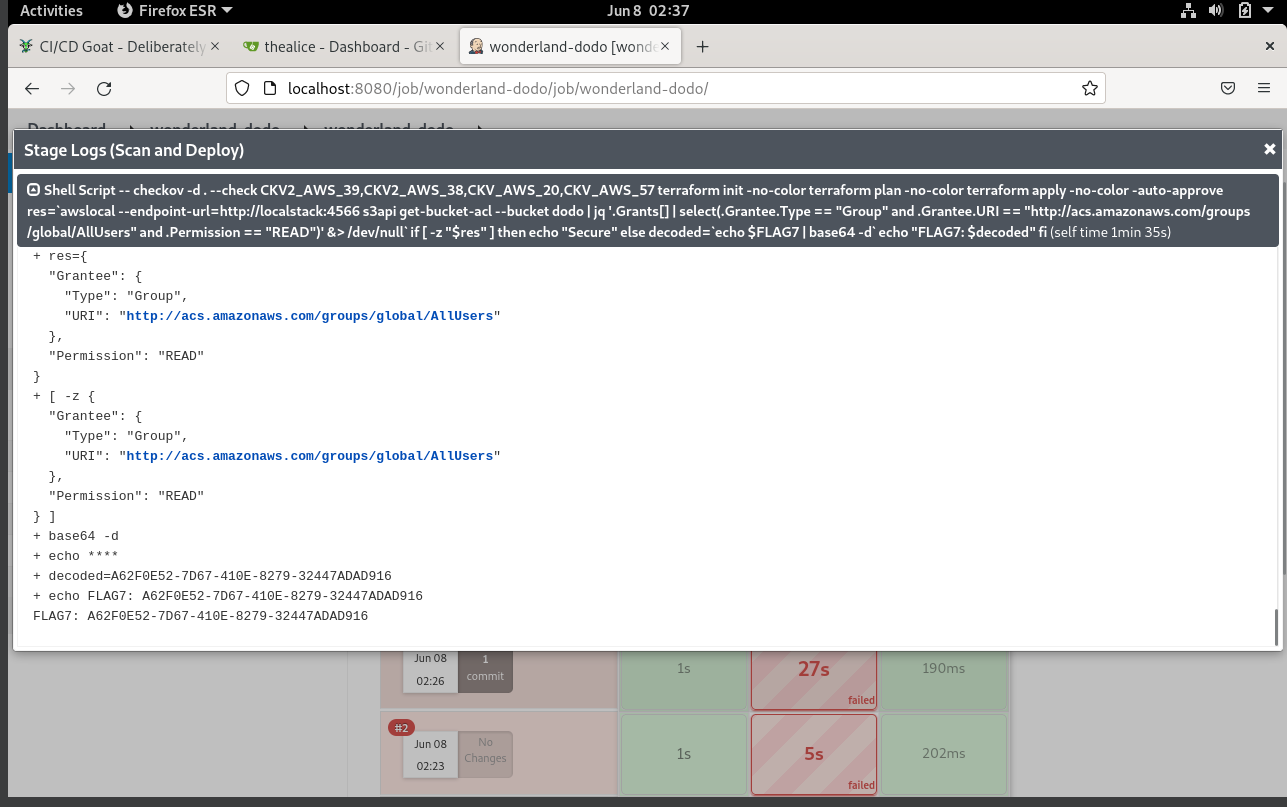 Activities
Firefox ESR
Jun 8 02:37
CI/CD Goat - Deliberately
thealice - Dashboard - Git
wonderland-dodo [wonde
localhost:8080/job/wonderland-dodo/job/wonderland-dodo/
Dashboard
wonderland-dodo
wonderland-dodo
Stage Logs (Scan and Deploy)
Shell Script -- checkov -d . --check CKV2_AWS_39,CKV2_AWS_38,CKV_AWS_20,CKV_AWS_57 terraform init -no-color terraform plan -no-color terraform apply -no-color -auto-approve
res=`awslocal --endpoint-url=http://localstack:4566 s3api get-bucket-acl --bucket dodo | jq '.Grants[] | select(.Grantee.Type == "Group" and .Grantee.URI == "http://acs.amazonaws.com/groups
/global/AllUsers" and .Permission == "READ")' &> /dev/null` if [ -z "$res" ] then echo "Secure" else decoded=`echo $FLAG7 | base64 -d` echo "FLAG7: $decoded" fi (self time 1min 35s)
+ res={
"Grantee": {
"Type": "Group",
"URI": "http://acs.amazonaws.com/groups/global/AllUsers"
},
"Permission": "READ"
}
+ [ -z {
"Grantee": {
"Type": "Group",
"URI": "http://acs.amazonaws.com/groups/global/AllUsers"
},
"Permission": "READ"
} ]
+ base64 -d
+ echo ****
+ decoded=A62F0E52-7D67-410E-8279-32447ADAD916
+ echo FLAG7: A62F0E52-7D67-410E-8279-32447ADAD916
FLAG7: A62F0E52-7D67-410E-8279-32447ADAD916
Jun 08
02:26
1
commit
1s
27s
failed
190ms
#2
Jun 08
02:23
No
Changes
1s
5s
failed
202ms